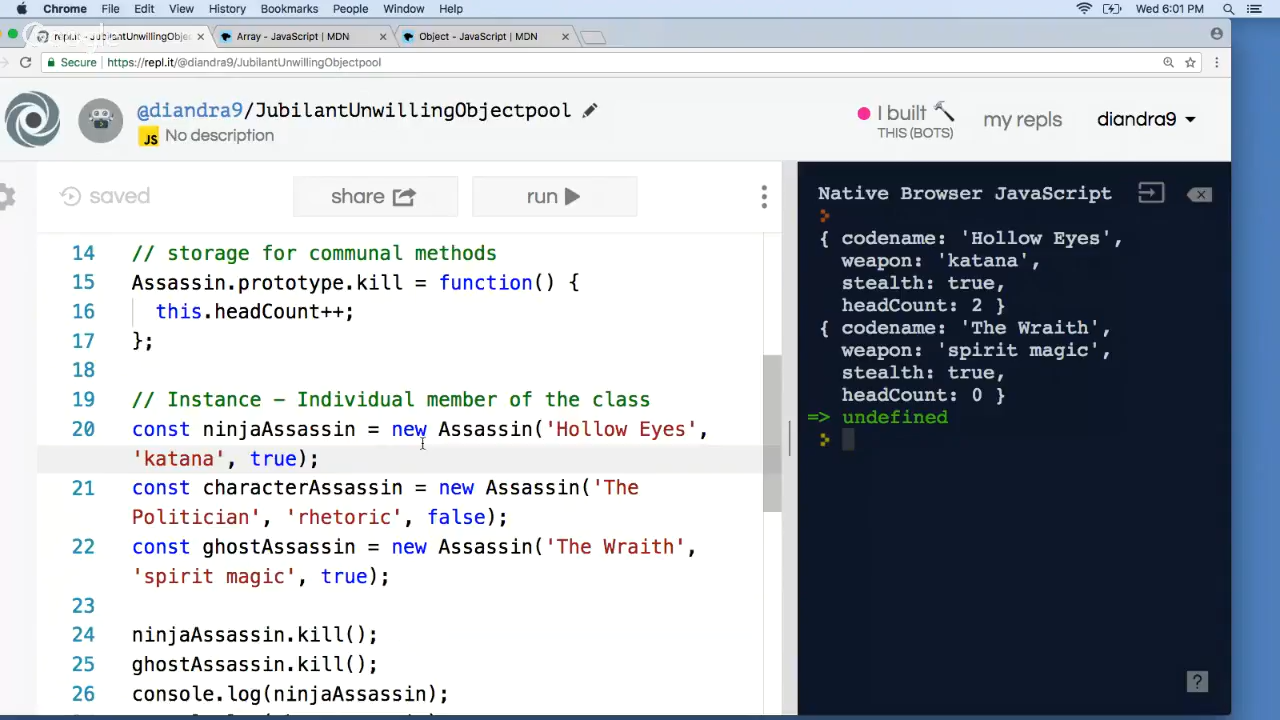 Chrome File Edit View History Bookmarks People Window Help Wed 6:01 PM
JubilantUnwillingObjec Array - JavaScript | MDN Object - JavaScript | MDN
Secure https://repl.it/@diandra9/JubilantUnwillingObjectpool
@diandra9/JubilantUnwillingObjectpool
JS No description
I built
THIS (BOTS)
my repls
diandra9
saved share run
14 // storage for communal methods
15 Assassin.prototype.kill = function() {
16 this.headCount++;
17 };
18
19 // Instance – Individual member of the class
20 const ninjaAssassin = new Assassin('Hollow Eyes',
'katana', true);
21 const characterAssassin = new Assassin('The
Politician', 'rhetoric', false);
22 const ghostAssassin = new Assassin('The Wraith',
'spirit magic', true);
23
24 ninjaAssassin.kill();
25 ghostAssassin.kill();
26 console.log(ninjaAssassin);
Native Browser JavaScript
{ codename: 'Hollow Eyes',
weapon: 'katana',
stealth: true,
headCount: 2 }
{ codename: 'The Wraith',
weapon: 'spirit magic',
stealth: true,
headCount: 0 }
=> undefined
?